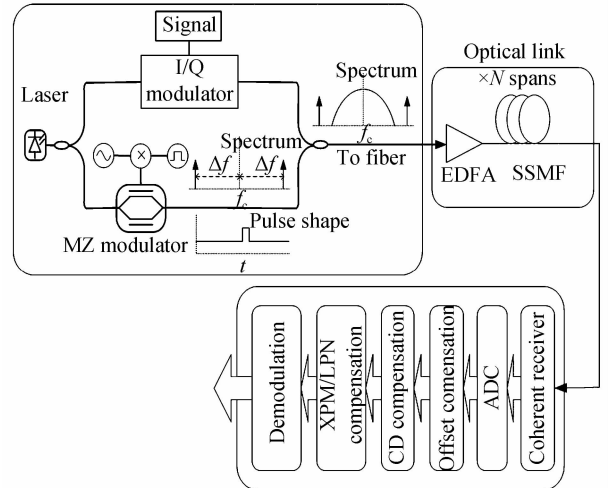 Signal
I/Q
modulator
Laser
Spectrum
f_c
To fiber
Spectrum
Δf
Δf
f_c
MZ modulator
Pulse shape
t
Optical link
×N spans
EDFA
SSMF
Demodulation
XPM/LPN
compensation
CD compensation
Offset comensation
ADC
Coherent receiver